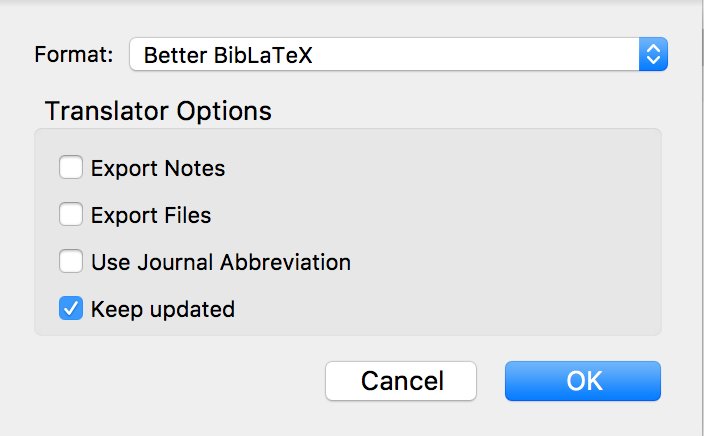 Format: Better BibLaTeX
Translator Options
Export Notes
Export Files
Use Journal Abbreviation
Keep updated
Cancel OK